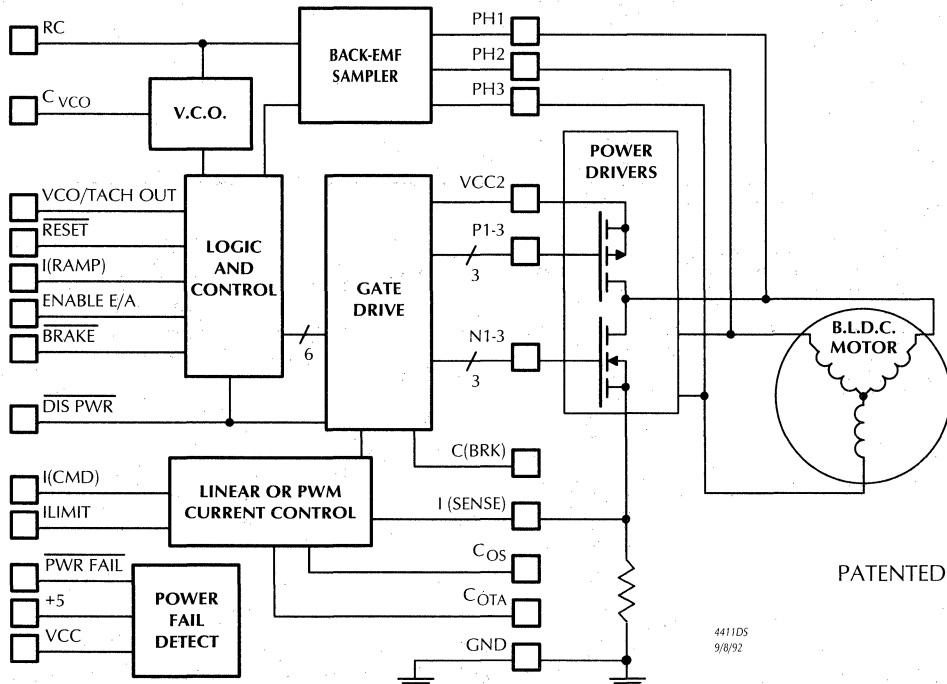 RC
C VCO
BACK-EMF
SAMPLER
PH1
PH2
PH3
V.C.O.
VCO/TACH OUT
RESET
I(RAMP)
ENABLE E/A
BRAKE
DIS PWR
LOGIC
AND
CONTROL
6
GATE
DRIVE
VCC2
P1-3
3
N1-3
3
POWER
DRIVERS
B.L.D.C.
MOTOR
C(BRK)
I(CMD)
ILIMIT
LINEAR OR PWM
CURRENT CONTROL
I (SENSE)
COS
COTA
GND
PWR FAIL
+5
VCC
POWER
FAIL
DETECT
PATENTED
4411DS
9/8/92